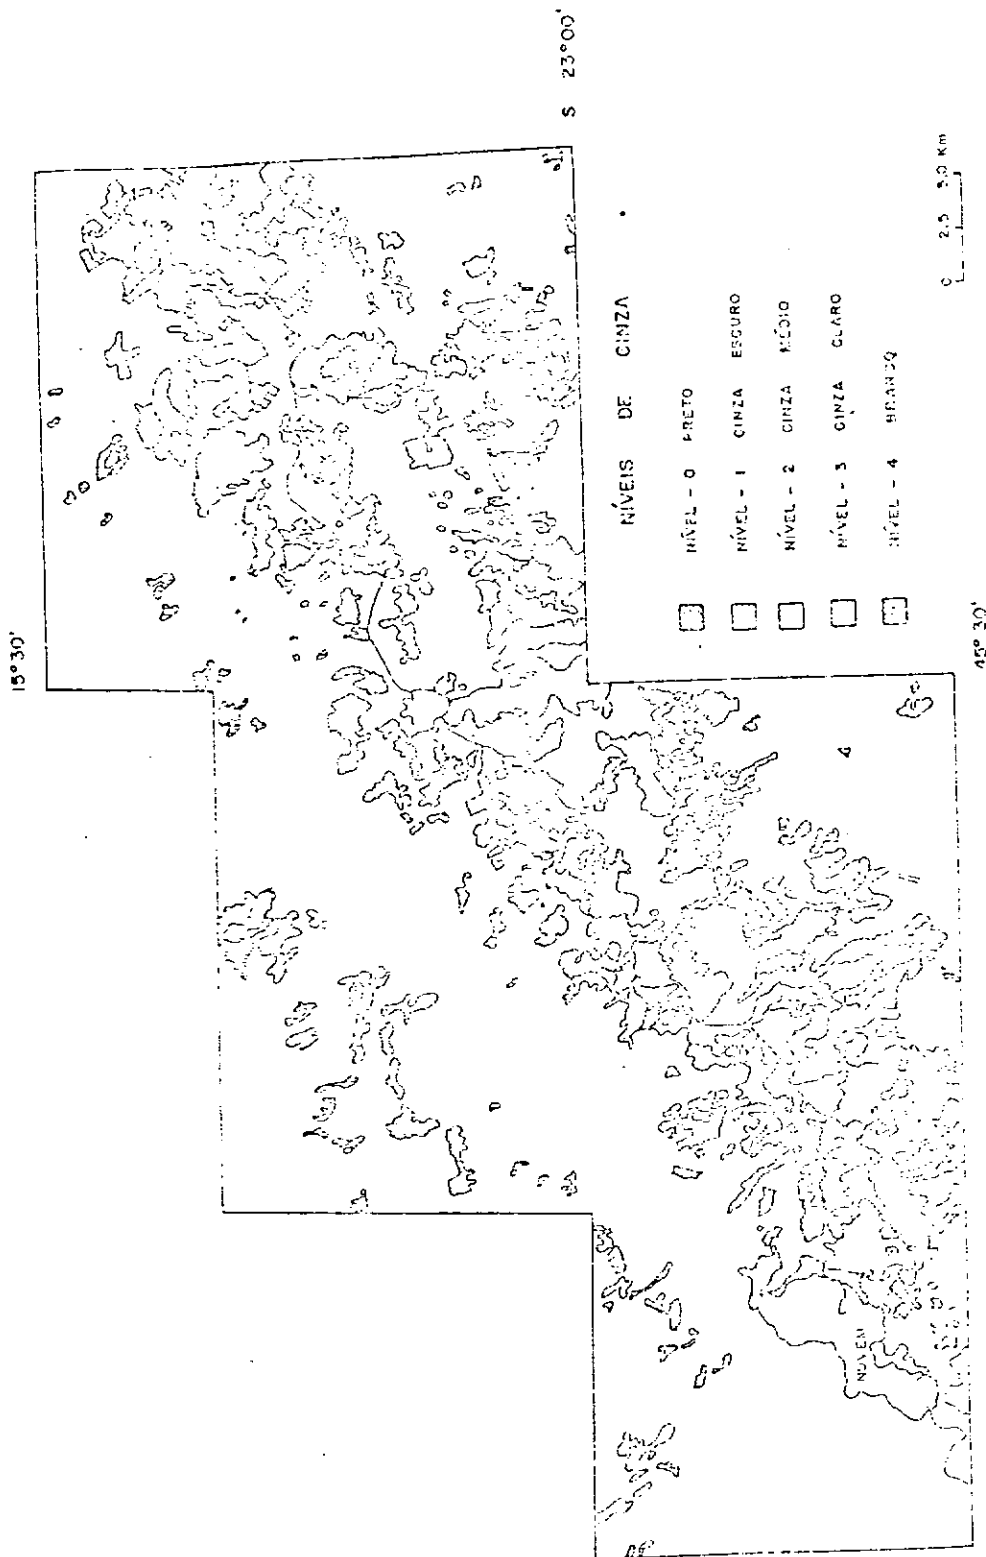 15°30'
S 23°00'
NÍVEIS DE CINZA
NÍVEL - 0 PRETO
NÍVEL - 1 CINZA ESCURO
NÍVEL - 2 CINZA MÉDIO
NÍVEL - 3 CINZA CLARO
NÍVEL - 4 BRANCO
0 2.5 5.0 Km
45° 30'
4
NUVEM